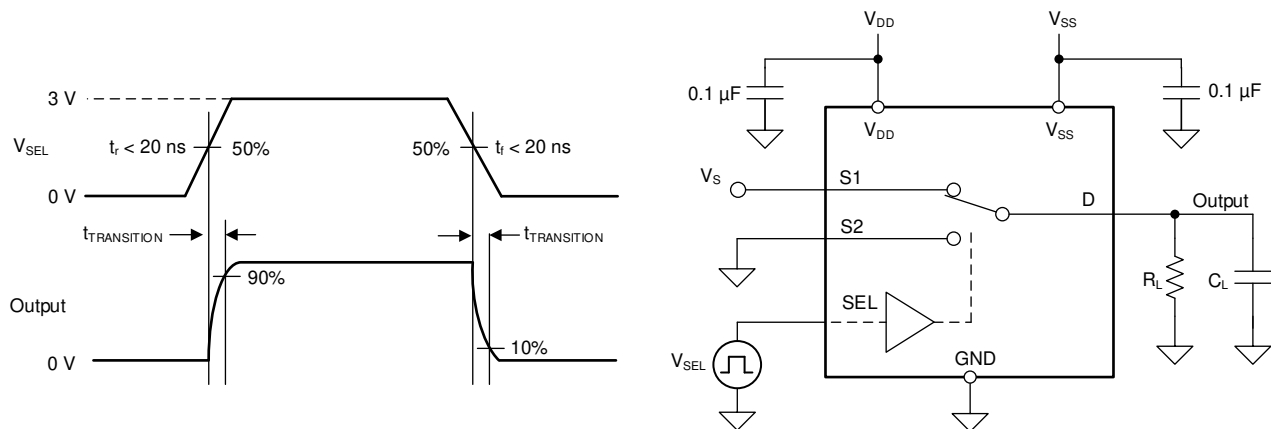 3 V
V_SEL
t_r < 20 ns
50%
50%
t_f < 20 ns
0 V
t_TRANSITION
t_TRANSITION
90%
Output
10%
0 V
V_DD
V_SS
0.1 µF
0.1 µF
V_DD
V_SS
V_S
S1
D
Output
S2
R_L
C_L
SEL
V_SEL
GND